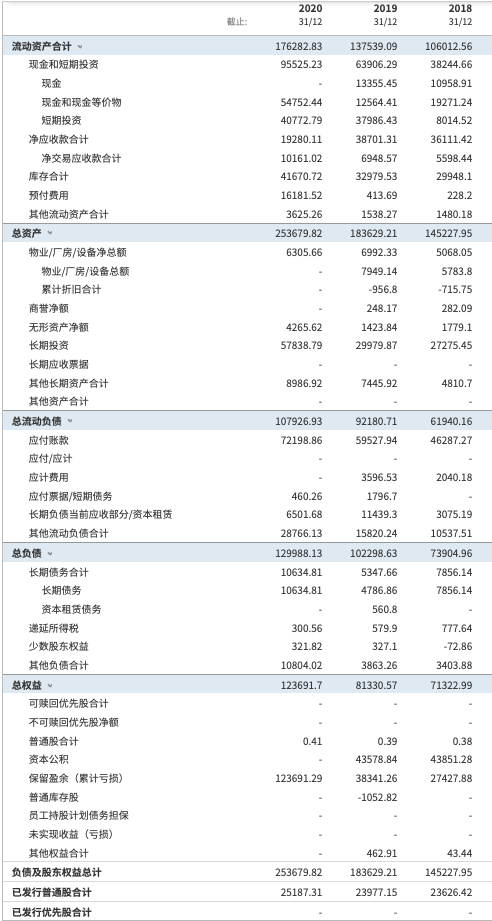 2020 2019 2018
截止: 31/12 31/12 31/12
流动资产合计 176282.83 137539.09 106012.56
现金和短期投资 95525.23 63906.29 38244.66
现金 - 13355.45 10958.91
现金和现金等价物 54752.44 12564.41 19271.24
短期投资 40772.79 37986.43 8014.52
净应收款合计 19280.11 38701.31 36111.42
净交易应收款合计 10161.02 6948.57 5598.44
库存合计 41670.72 32979.53 29948.1
预付费用 16181.52 413.69 228.2
其他流动资产合计 3625.26 1538.27 1480.18
总资产 253679.82 183629.21 145227.95
物业/厂房/设备净总额 6305.66 6992.33 5068.05
物业/厂房/设备总额 - 7949.14 5783.8
累计折旧合计 - -956.8 -715.75
商誉净额 - 248.17 282.09
无形资产净额 4265.62 1423.84 1779.1
长期投资 57838.79 29979.87 27275.45
长期应收票据 - - -
其他长期资产合计 8986.92 7445.92 4810.7
其他资产合计 - - -
总流动负债 107926.93 92180.71 61940.16
应付账款 72198.86 59527.94 46287.27
应付/应计 - - -
应计费用 - 3596.53 2040.18
应付票据/短期债务 460.26 1796.7 -
长期负债当前应收部分/资本租赁 6501.68 11439.3 3075.19
其他流动负债合计 28766.13 15820.24 10537.51
总负债 129988.13 102298.63 73904.96
长期债务合计 10634.81 5347.66 7856.14
长期债务 10634.81 4786.86 7856.14
资本租赁债务 - 560.8 -
递延所得税 300.56 579.9 777.64
少数股东权益 321.82 327.1 -72.86
其他负债合计 10804.02 3863.26 3403.88
总权益 123691.7 81330.57 71322.99
可赎回优先股合计 - - -
不可赎回优先股净额 - - -
普通股合计 0.41 0.39 0.38
资本公积 - 43578.84 43851.28
保留盈余（累计亏损） 123691.29 38341.26 27427.88
普通库存股 - -1052.82 -
员工持股计划债务担保 - - -
未实现收益（亏损） - - -
其他权益合计 - 462.91 43.44
负债及股东权益总计 253679.82 183629.21 145227.95
已发行普通股合计 25187.31 23977.15 23626.42
已发行优先股合计 - - -